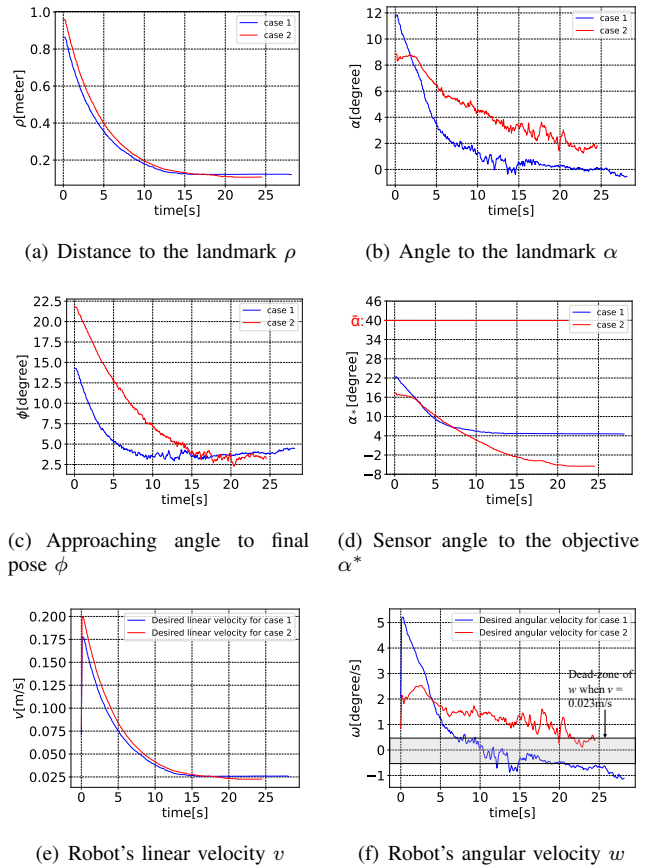 1.0
0.8
0.6
0.4
0.2
ρ[meter]
0 5 10 15 20 25
time[s]
case 1
case 2
(a) Distance to the landmark ρ
12
10
8
6
4
2
0
α[degree]
0 5 10 15 20 25
time[s]
case 1
case 2
(b) Angle to the landmark α
22.5
20.0
17.5
15.0
12.5
10.0
7.5
5.0
2.5
ϕ[degree]
0 5 10 15 20 25
time[s]
case 1
case 2
(c) Approaching angle to final
pose ϕ
46
ᾱ: 40
34
28
22
16
10
4
−2
−8
α*[degree]
0 5 10 15 20 25
time[s]
case 1
case 2
(d) Sensor angle to the objective
α*
0.200
0.175
0.150
0.125
0.100
0.075
0.050
0.025
v[m/s]
0 5 10 15 20 25
time[s]
Desired linear velocity for case 1
Desired linear velocity for case 2
(e) Robot's linear velocity v
5
4
3
2
1
0
−1
ω[degree/s]
0 5 10 15 20 25
time[s]
Desired angular velocity for case 1
Desired angular velocity for case 2
Dead-zone of
w when v =
0.023m/s
(f) Robot's angular velocity w